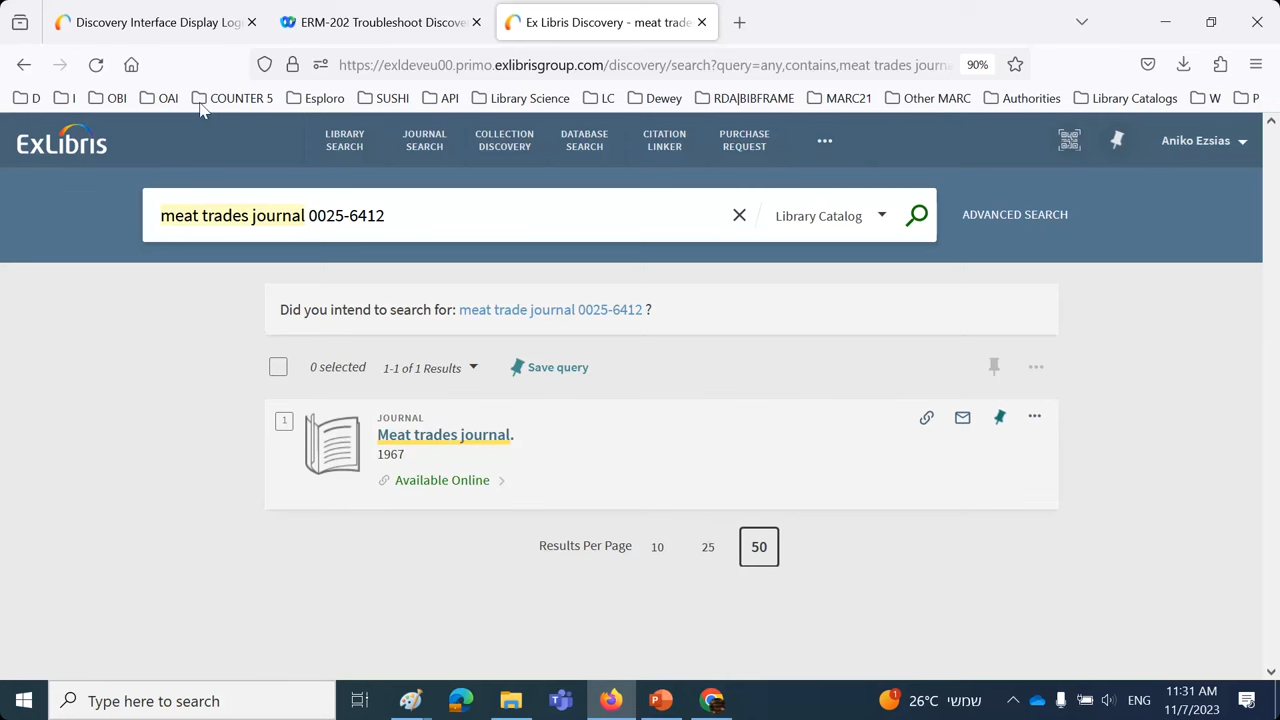 Discovery Interface Display Log
ERM-202 Troubleshoot Discove
Ex Libris Discovery - meat trade
https://exldeveu00.primo.exlibrisgroup.com/discovery/search?query=any,contains,meat trades journ
90%
D
I
OBI
OAI
COUNTER 5
Esploro
SUSHI
API
Library Science
LC
Dewey
RDA|BIBFRAME
MARC21
Other MARC
Authorities
Library Catalogs
W
P
ExLibris
LIBRARY
SEARCH
JOURNAL
SEARCH
COLLECTION
DISCOVERY
DATABASE
SEARCH
CITATION
LINKER
PURCHASE
REQUEST
Aniko Ezsias
meat trades journal 0025-6412
Library Catalog
ADVANCED SEARCH
Did you intend to search for: meat trade journal 0025-6412 ?
0 selected
1-1 of 1 Results
Save query
1
JOURNAL
Meat trades journal.
1967
Available Online
Results Per Page
10
25
50
Type here to search
1
26°C
שמשי
ENG
11:31 AM
11/7/2023